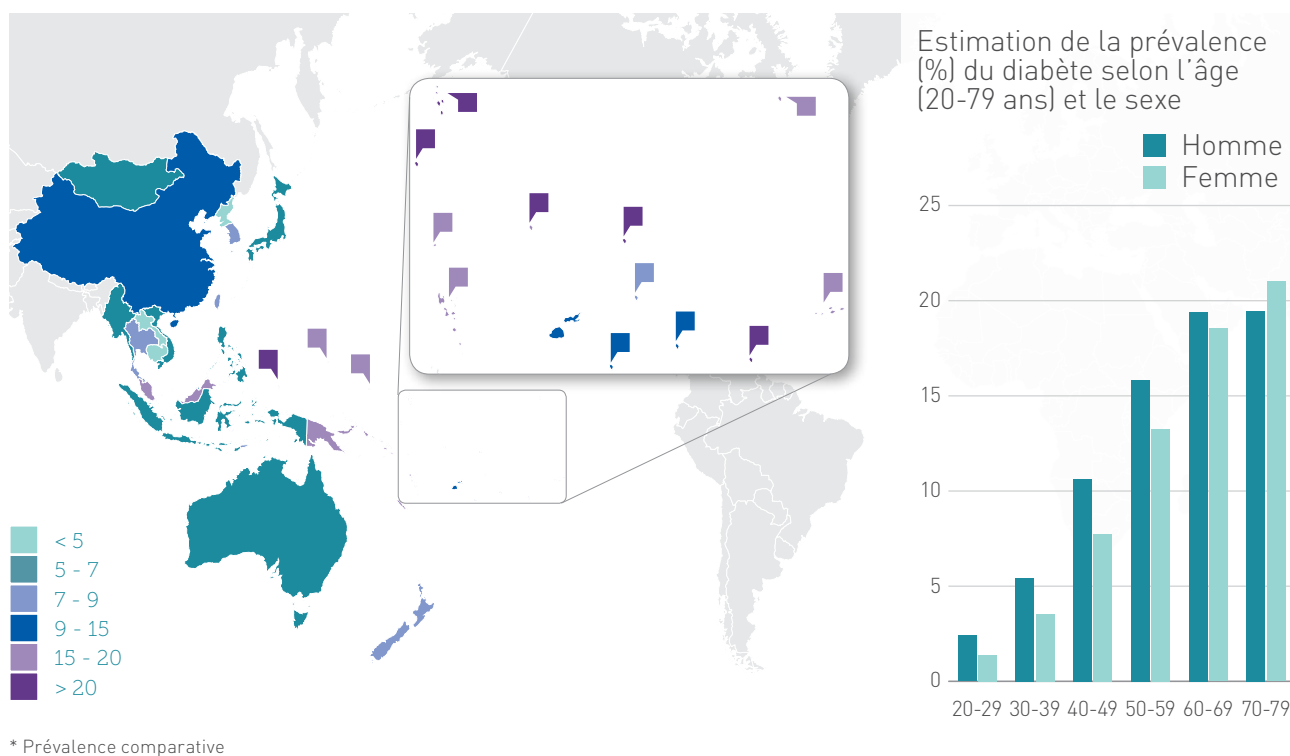 Estimation de la prévalence
(%) du diabète selon l'âge
(20-79 ans) et le sexe
Homme
Femme
25
20
15
10
5
0
20-29 30-39 40-49 50-59 60-69 70-79
< 5
5 - 7
7 - 9
9 - 15
15 - 20
> 20
* Prévalence comparative